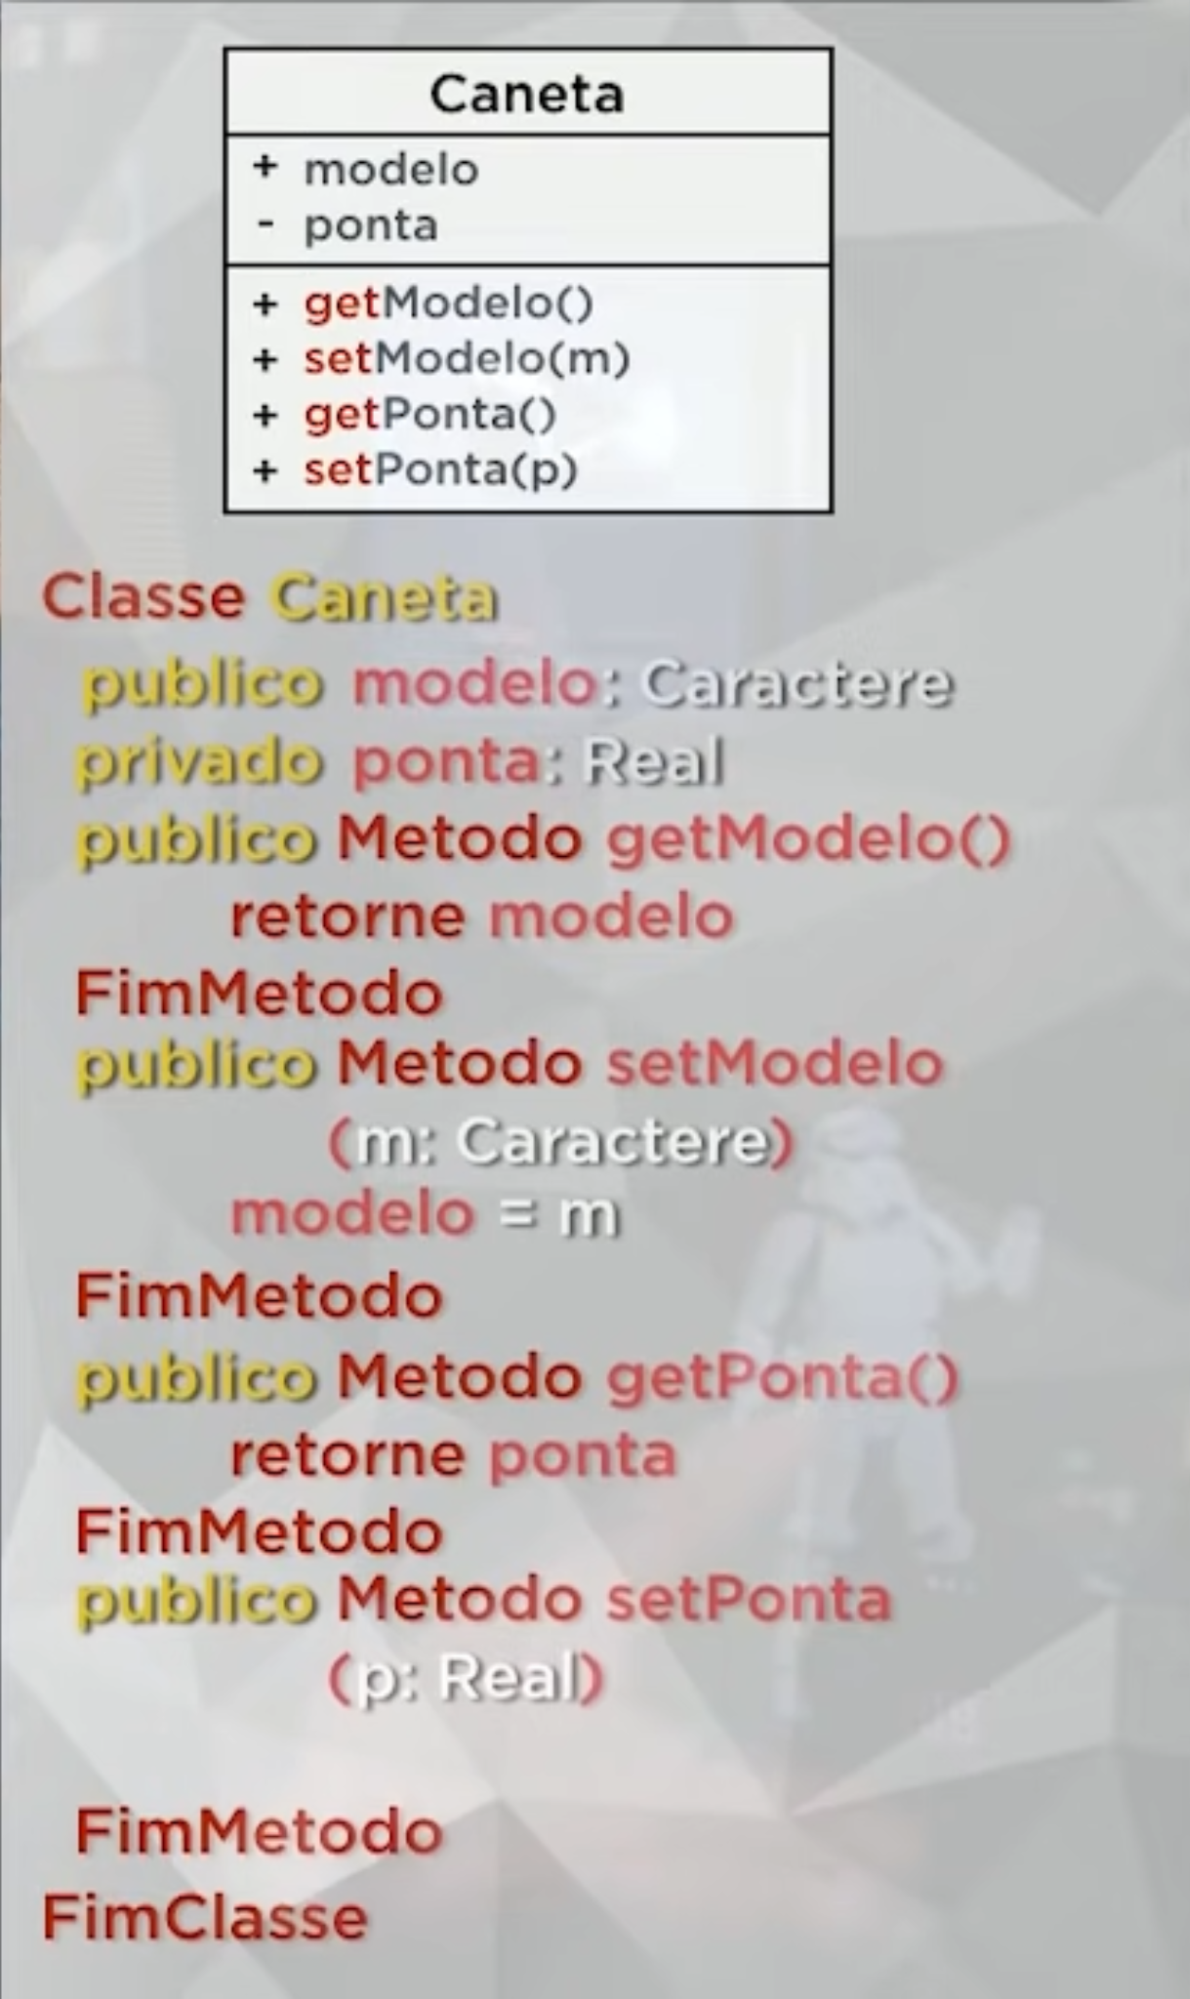 Caneta
+ modelo
- ponta
+ getModelo()
+ setModelo(m)
+ getPonta()
+ setPonta(p)
Classe Caneta
publico modelo: Caractere
privado ponta: Real
publico Metodo getModelo()
retorne modelo
FimMetodo
publico Metodo setModelo
(m: Caractere)
modelo = m
FimMetodo
publico Metodo getPonta()
retorne ponta
FimMetodo
publico Metodo setPonta
(p: Real)
FimMetodo
FimClasse